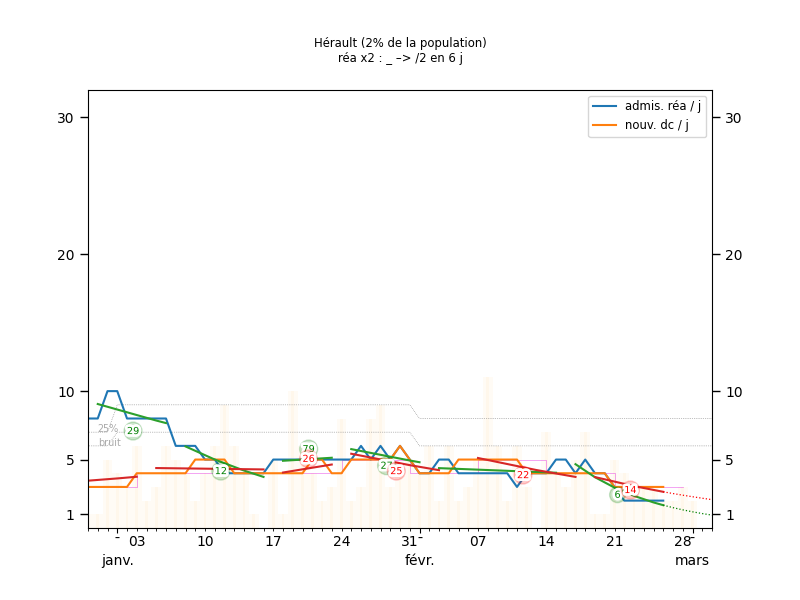 Hérault (2% de la population)
réa x2 : _ –> /2 en 6 j
admis. réa / j
nouv. dc / j
30 30
20 20
10 10
5 5
1 1
25%
bruit
29
12
79
26
25
22
6
14
03 10 17 24 31 07 14 21 28
janv. févr. mars